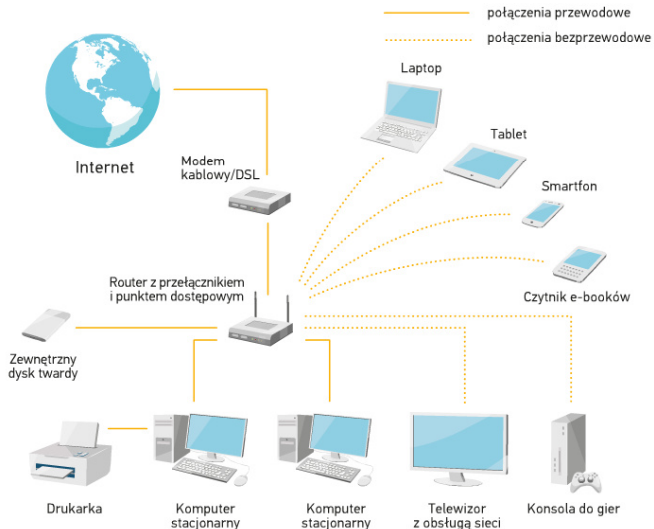 połączenia przewodowe
połączenia bezprzewodowe
Laptop
Tablet
Internet
Modem
kablowy/DSL
Smartfon
Router z przełącznikiem
i punktem dostępowym
Czytnik e-booków
Zewnętrzny
dysk twardy
Drukarka
Komputer
stacjonarny
Komputer
stacjonarny
Telewizor
z obsługą sieci
Konsola do gier